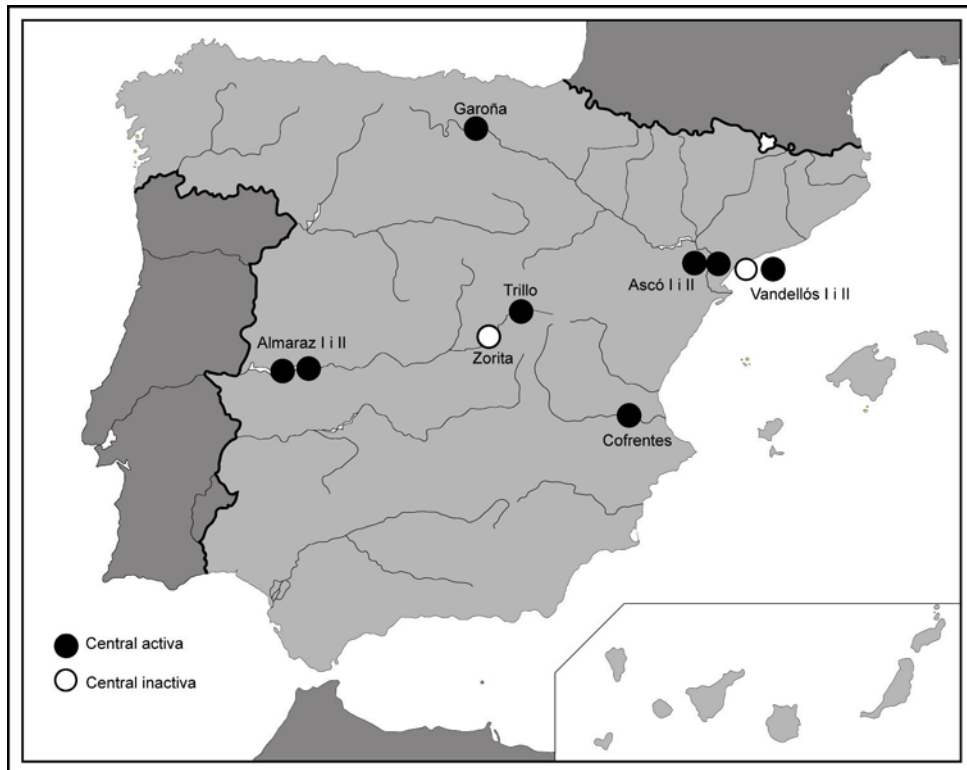 Garoña
Ascó I i II
Vandellós I i II
Trillo
Zorita
Almaraz I i II
Cofrentes
Central activa
Central inactiva